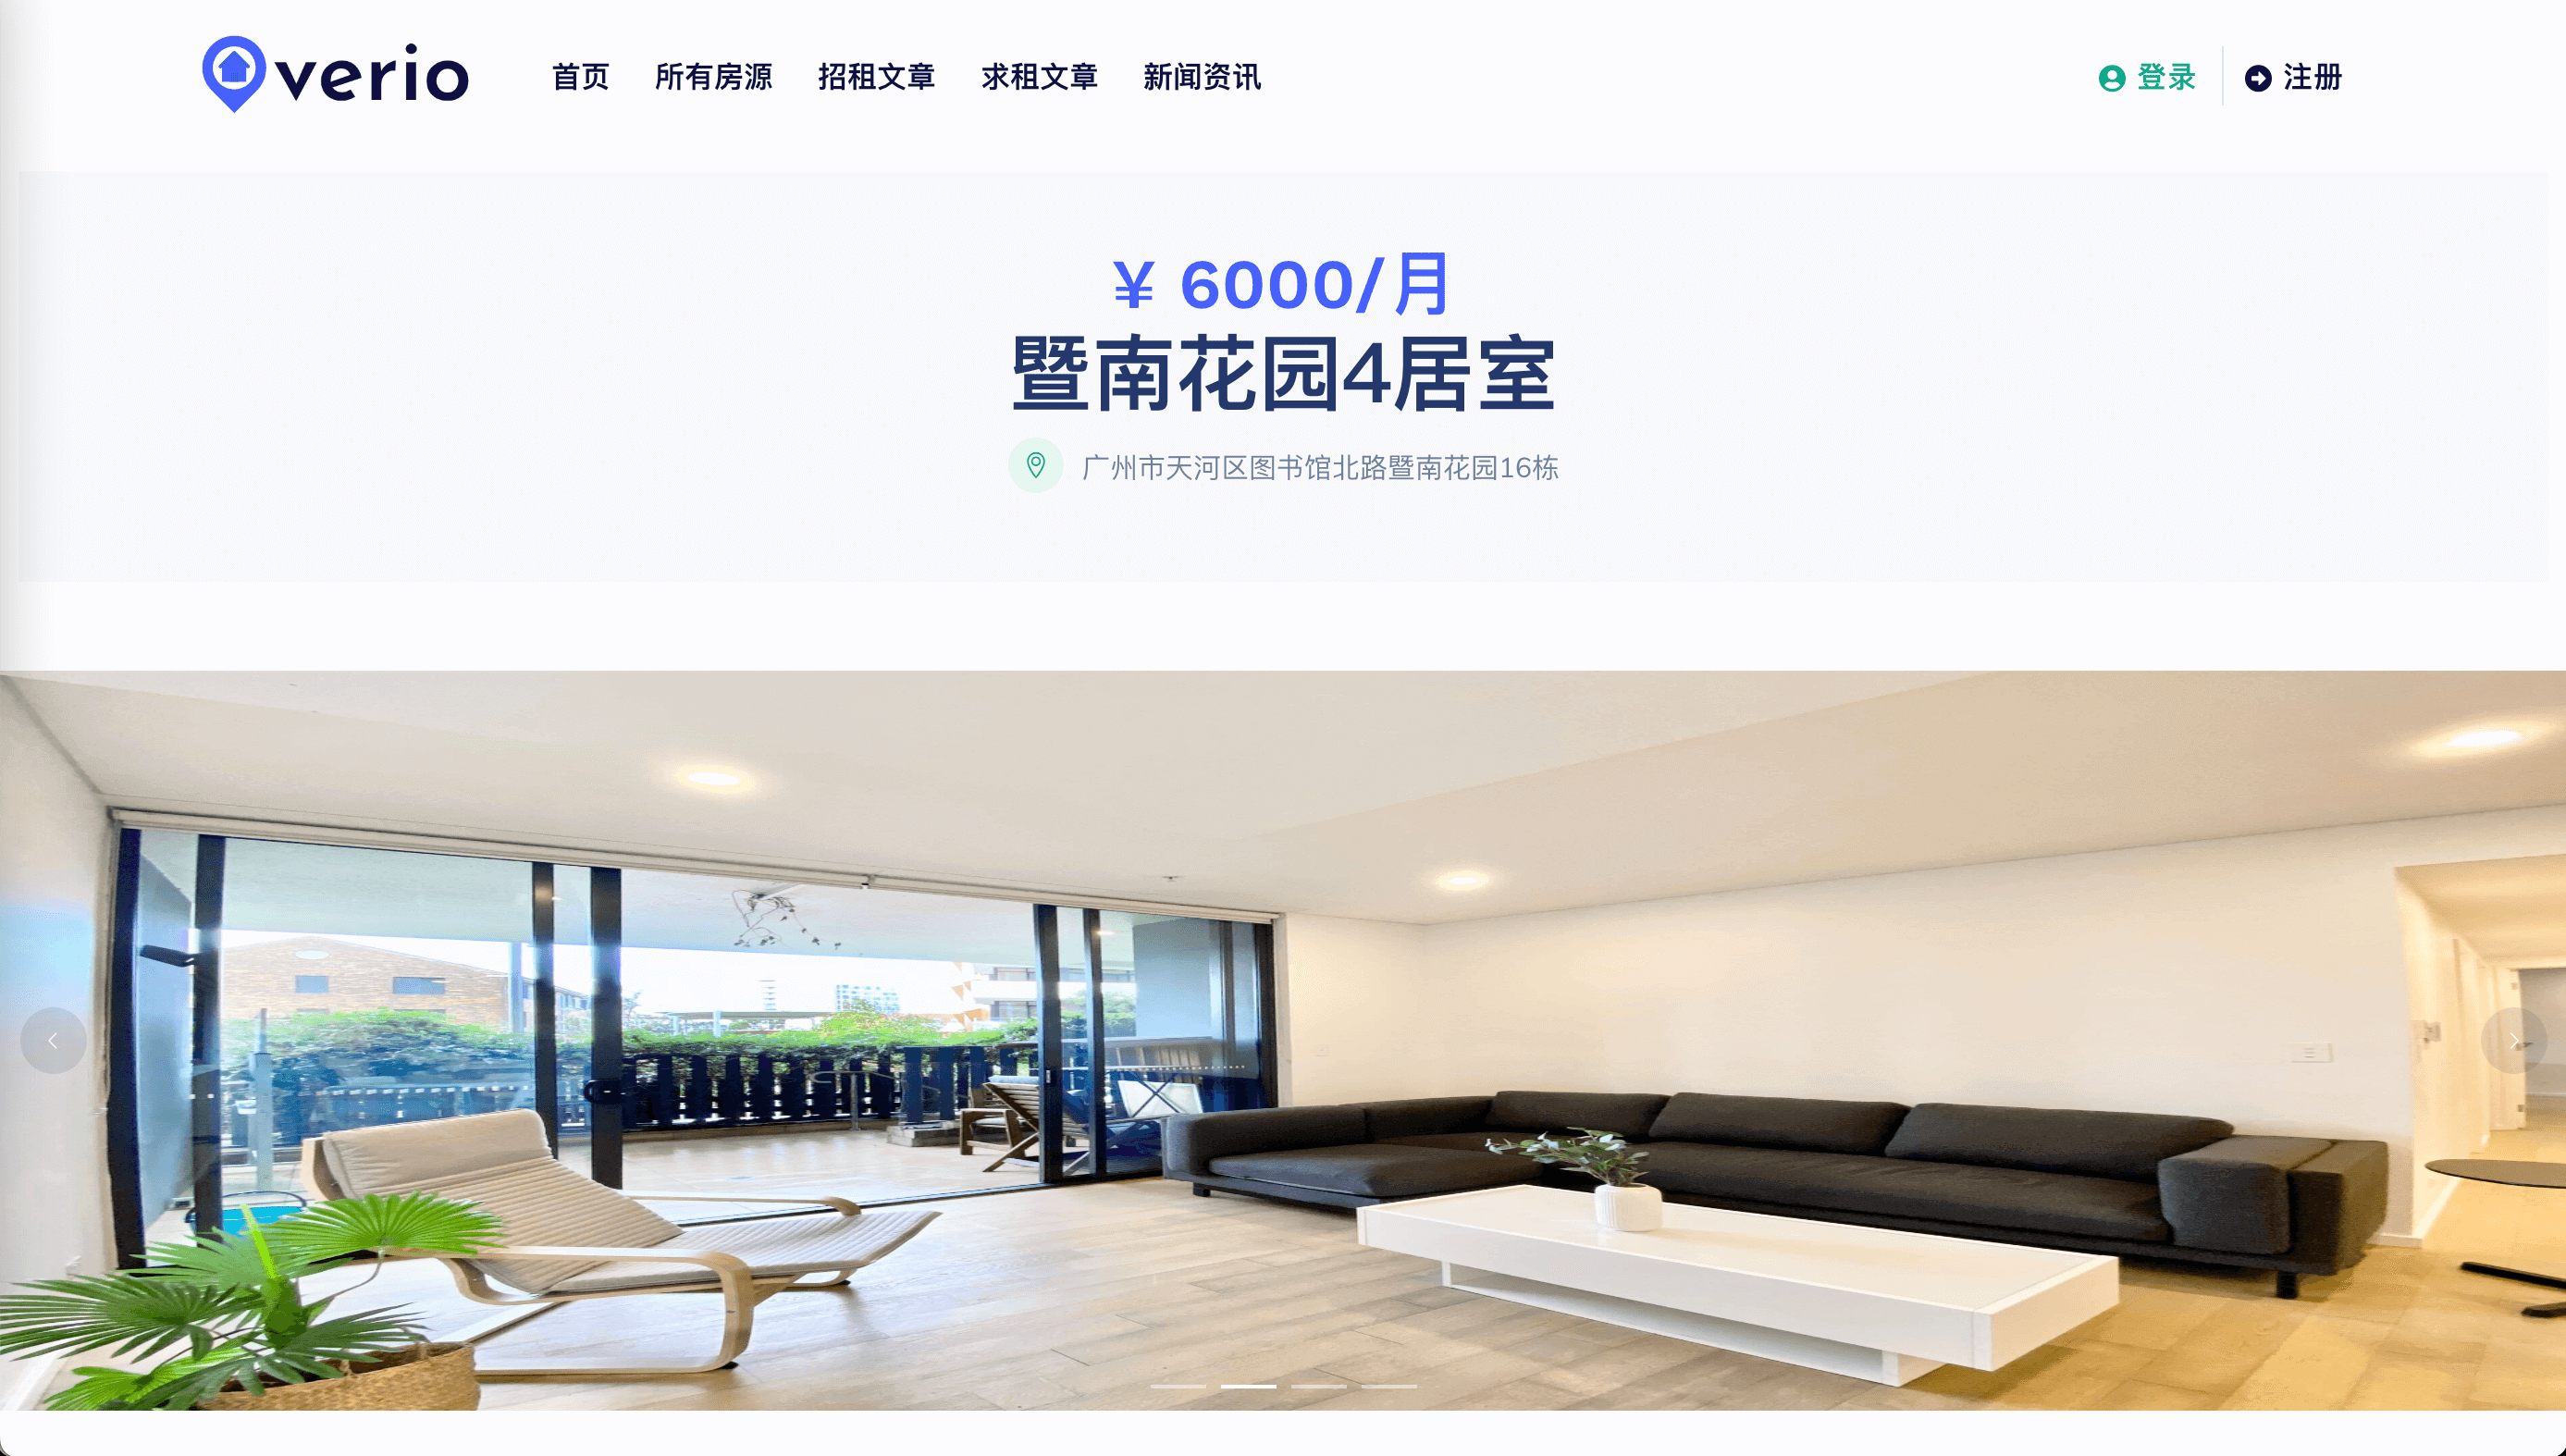 verio
首页 所有房源 招租文章 求租文章 新闻资讯 登录 注册
¥ 6000/月
暨南花园4居室
广州市天河区图书馆北路暨南花园16栋